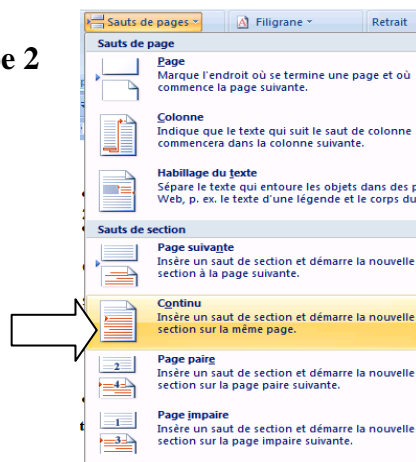 Sauts de pages Filigrane Retrait
e 2
Sauts de page
Page
Marque l'endroit où se termine une page et où
commence la page suivante.
Colonne
Indique que le texte qui suit le saut de colonne
commencera dans la colonne suivante.
Habillage du texte
Sépare le texte qui entoure les objets dans des p
Web, p. ex. le texte d'une légende et le corps du
Sauts de section
Page suivante
Insère un saut de section et démarre la nouvelle
section à la page suivante.
Continu
Insère un saut de section et démarre la nouvelle
section sur la même page.
Page paire
Insère un saut de section et démarre la nouvelle
section sur la page paire suivante.
Page impaire
Insère un saut de section et démarre la nouvelle
section sur la page impaire suivante.